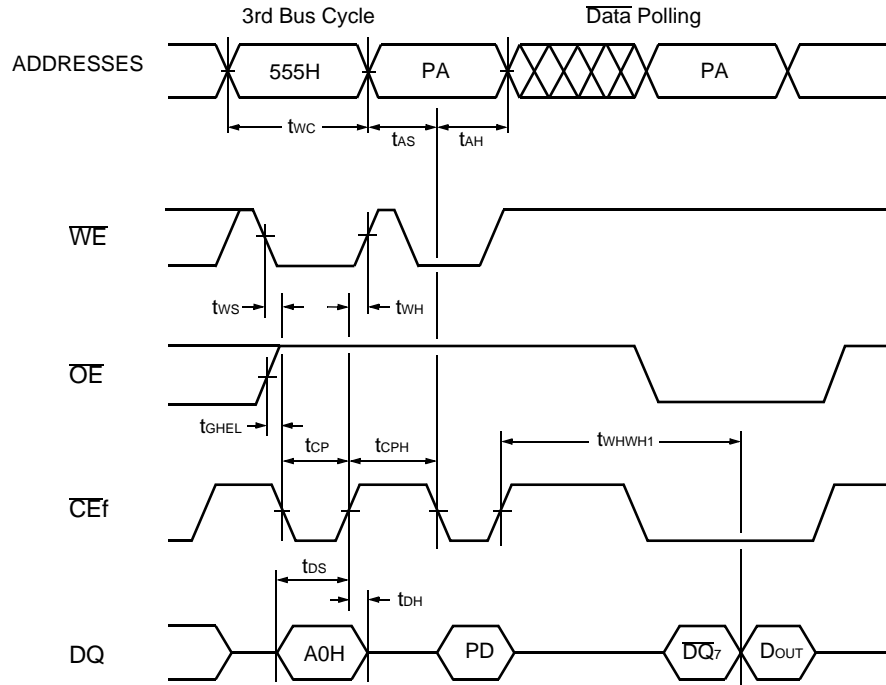 3rd Bus Cycle
Data Polling
ADDRESSES
555H
PA
PA
tWC
tAS
tAH
WE
tWS
tWH
OE
tGHEL
tCP
tCPH
tWHWH1
CEf
tDS
tDH
DQ
A0H
PD
DQ7
DOUT